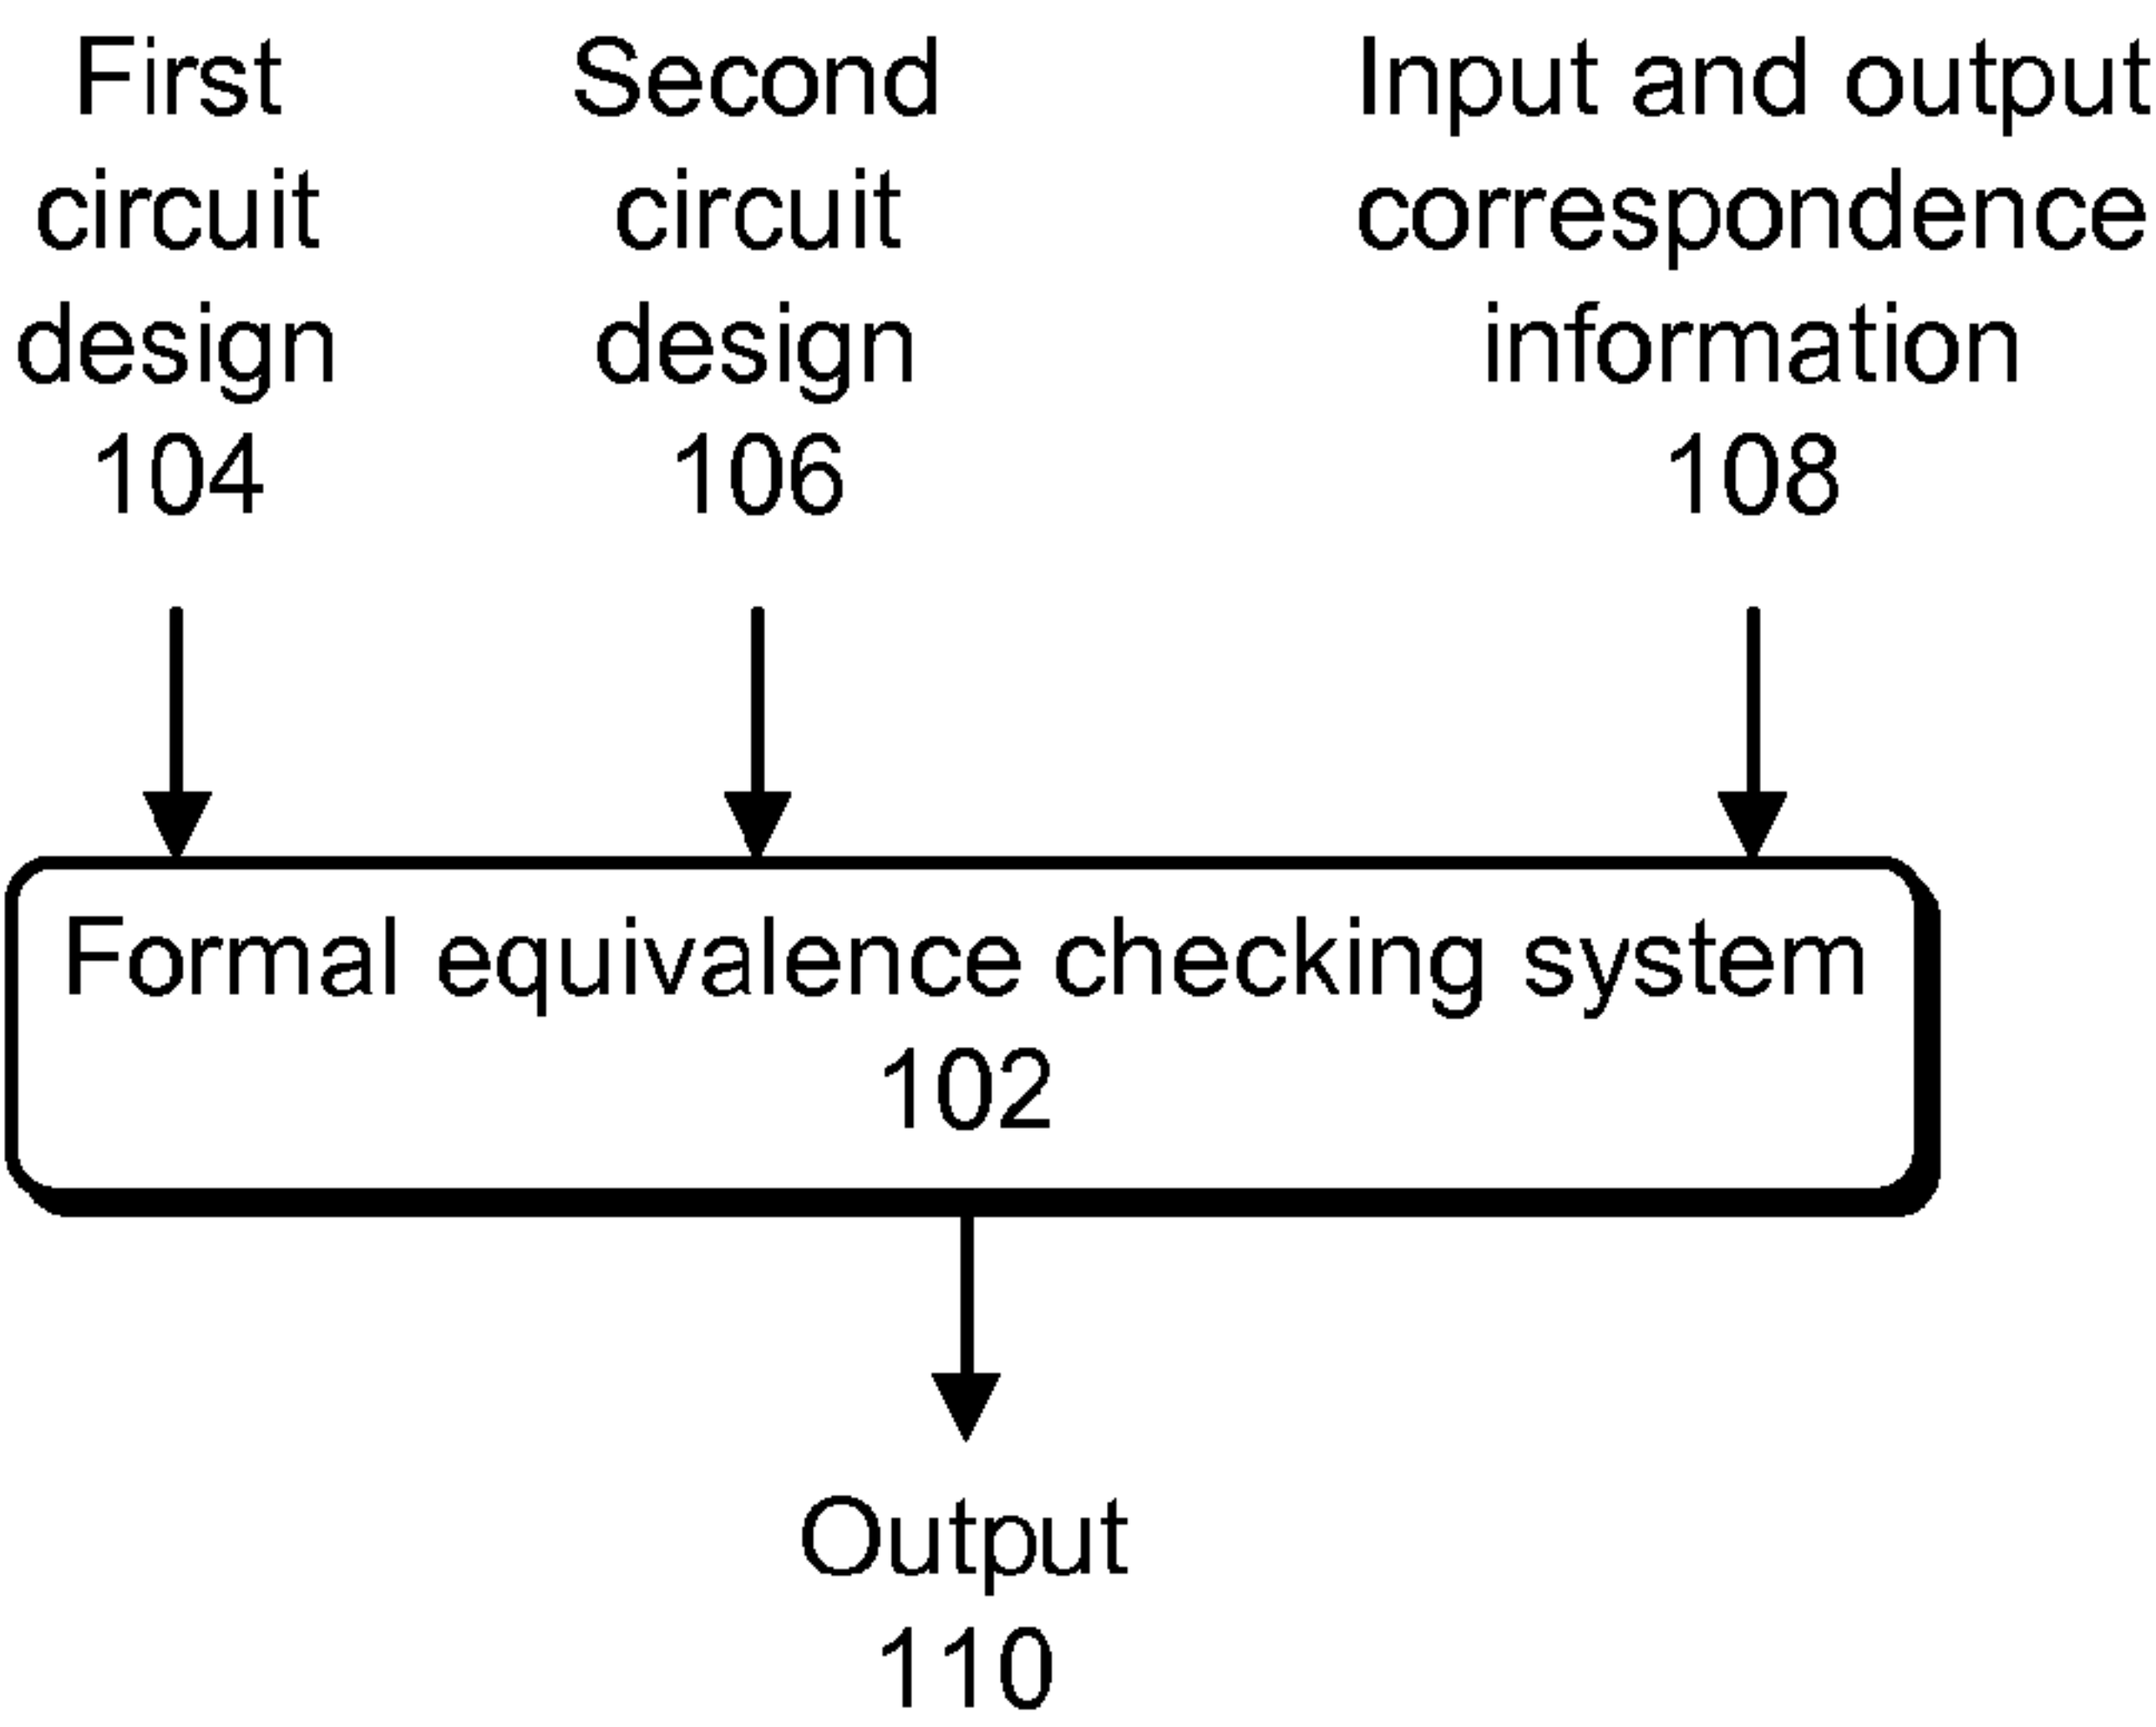 First
circuit
design
104
Second
circuit
design
106
Input and output
correspondence
information
108
Formal equivalence checking system
102
Output
110